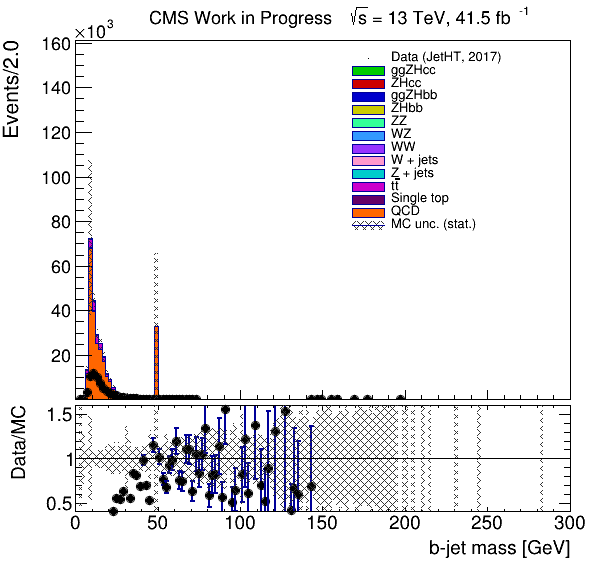 CMS Work in Progress √s = 13 TeV, 41.5 fb⁻¹
×10³
Events/2.0
160
140
120
100
80
60
40
20
Data (JetHT, 2017)
ggZHcc
ZHcc
ggZHbb
ZHbb
ZZ
WZ
WW
W + jets
Z + jets
tt̅
Single top
QCD
MC unc. (stat.)
Data/MC
1.5
1
0.5
0 50 100 150 200 250 300
b-jet mass [GeV]